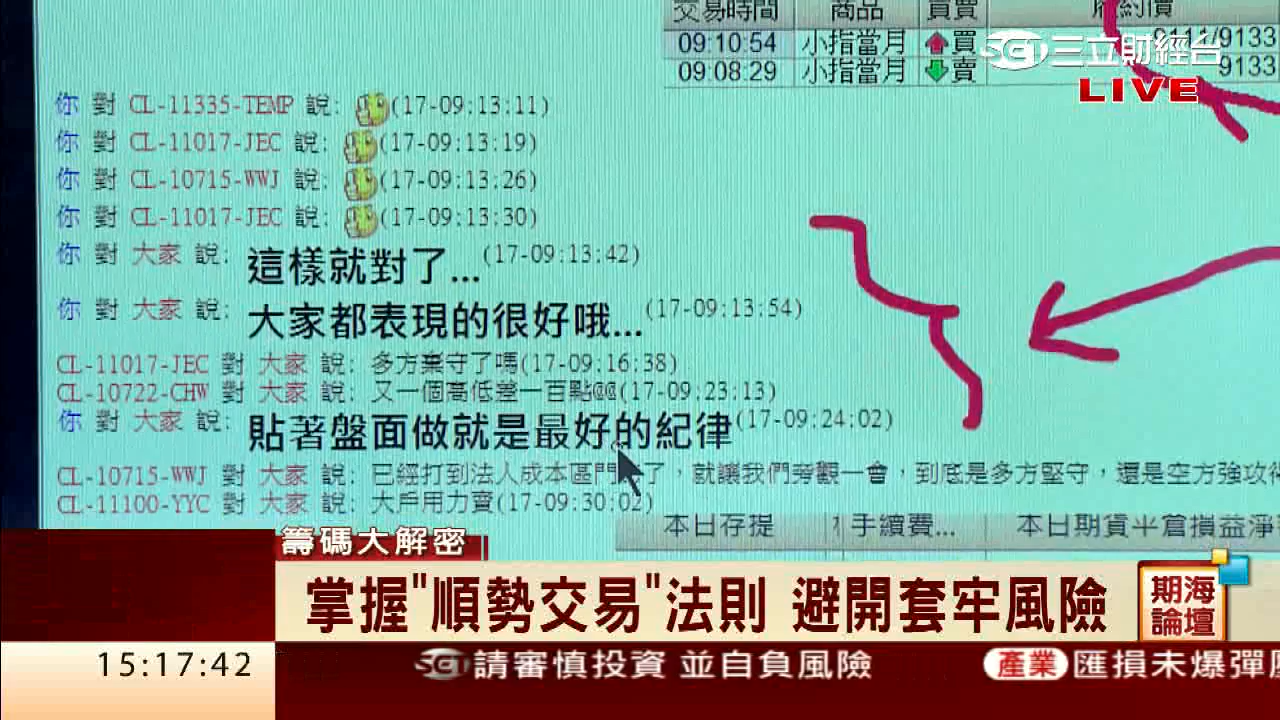 交易時間 商品 買賣 履約價
09:10:54 小指當月 買 9111/9133
09:08:29 小指當月 賣 9133
SET 三立財經台
LIVE
你 對 CL-11335-TEMP 說: (17-09:13:11)
你 對 CL-11017-JEC 說: (17-09:13:19)
你 對 CL-10715-WWJ 說: (17-09:13:26)
你 對 CL-11017-JEC 說: (17-09:13:30)
你 對 大家 說: 這樣就對了...(17-09:13:42)
你 對 大家 說: 大家都表現的很好哦...(17-09:13:54)
CL-11017-JEC 對 大家 說: 多方棄守了嗎(17-09:16:38)
CL-10722-CHW 對 大家 說: 又一個高低差一百點@@(17-09:23:13)
你 對 大家 說: 貼著盤面做就是最好的紀律(17-09:24:02)
CL-10715-WWJ 對 大家 說: 已經打到法人成本區門 了，就讓我們旁觀一會，到底是多方堅守，還是空方強攻得
CL-11100-YYC 對 大家 說: 大戶用力賣(17-09:30:02)
本日存提 手續費... 本日期貨平倉損益淨
籌碼大解密
掌握"順勢交易"法則 避開套牢風險
期海論壇
15:17:42
SET 請審慎投資 並自負風險
產業 匯損未爆彈